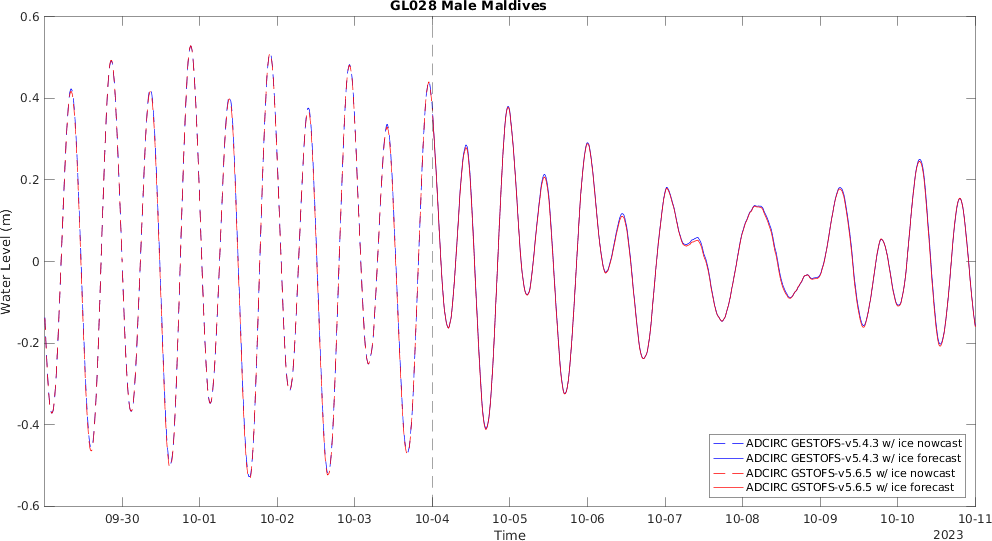 GL028 Male Maldives
0.6
0.4
0.2
0
-0.2
-0.4
-0.6
Water Level (m)
ADCIRC GESTOFS-v5.4.3 w/ ice nowcast
ADCIRC GESTOFS-v5.4.3 w/ ice forecast
ADCIRC GSTOFS-v5.6.5 w/ ice nowcast
ADCIRC GSTOFS-v5.6.5 w/ ice forecast
09-30 10-01 10-02 10-03 10-04 10-05 10-06 10-07 10-08 10-09 10-10 10-11
Time
2023